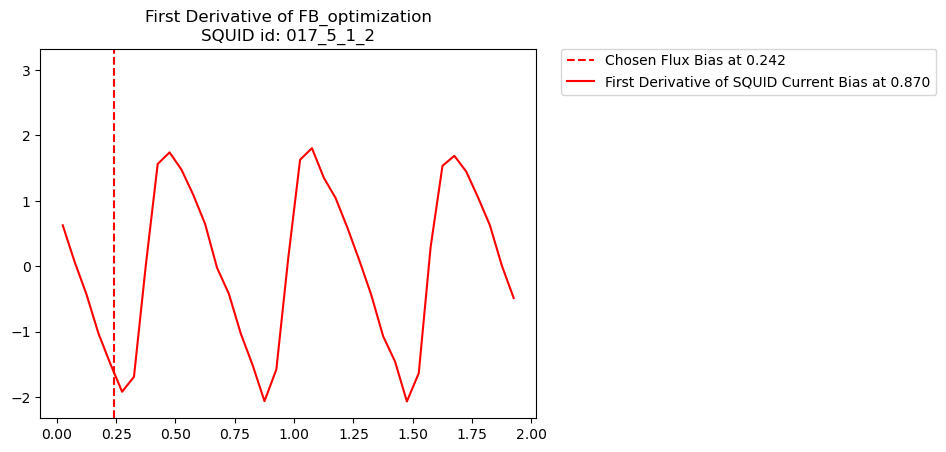 First Derivative of FB_optimization
SQUID id: 017_5_1_2
Chosen Flux Bias at 0.242
First Derivative of SQUID Current Bias at 0.870
3
2
1
0
−1
−2
0.00 0.25 0.50 0.75 1.00 1.25 1.50 1.75 2.00